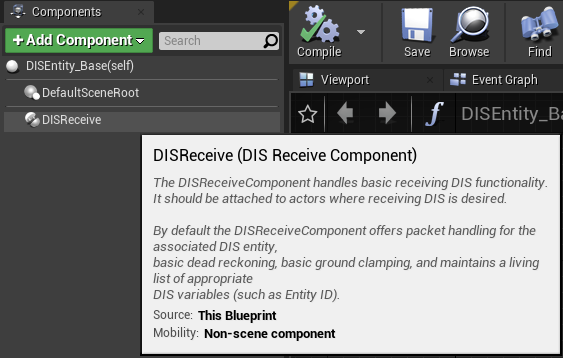 Components
+ Add Component
Search
DISEntity_Base(self)
DefaultSceneRoot
DISReceive
Compile
Save
Browse
Find
Viewport
Event Graph
f
DISEntity_Ba
DISReceive (DIS Receive Component)
The DISReceiveComponent handles basic receiving DIS functionality.
It should be attached to actors where receiving DIS is desired.
By default the DISReceiveComponent offers packet handling for the
associated DIS entity,
basic dead reckoning, basic ground clamping, and maintains a living
list of appropriate
DIS variables (such as Entity ID).
Source: This Blueprint
Mobility: Non-scene component